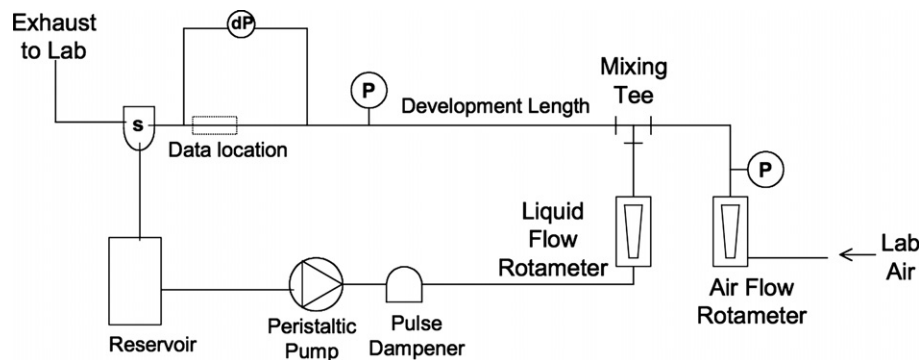 Exhaust
to Lab
dP
P
Development Length
Mixing
Tee
s
Data location
P
Liquid
Flow
Rotameter
Lab
Air
Air Flow
Rotameter
Reservoir
Peristaltic
Pump
Pulse
Dampener